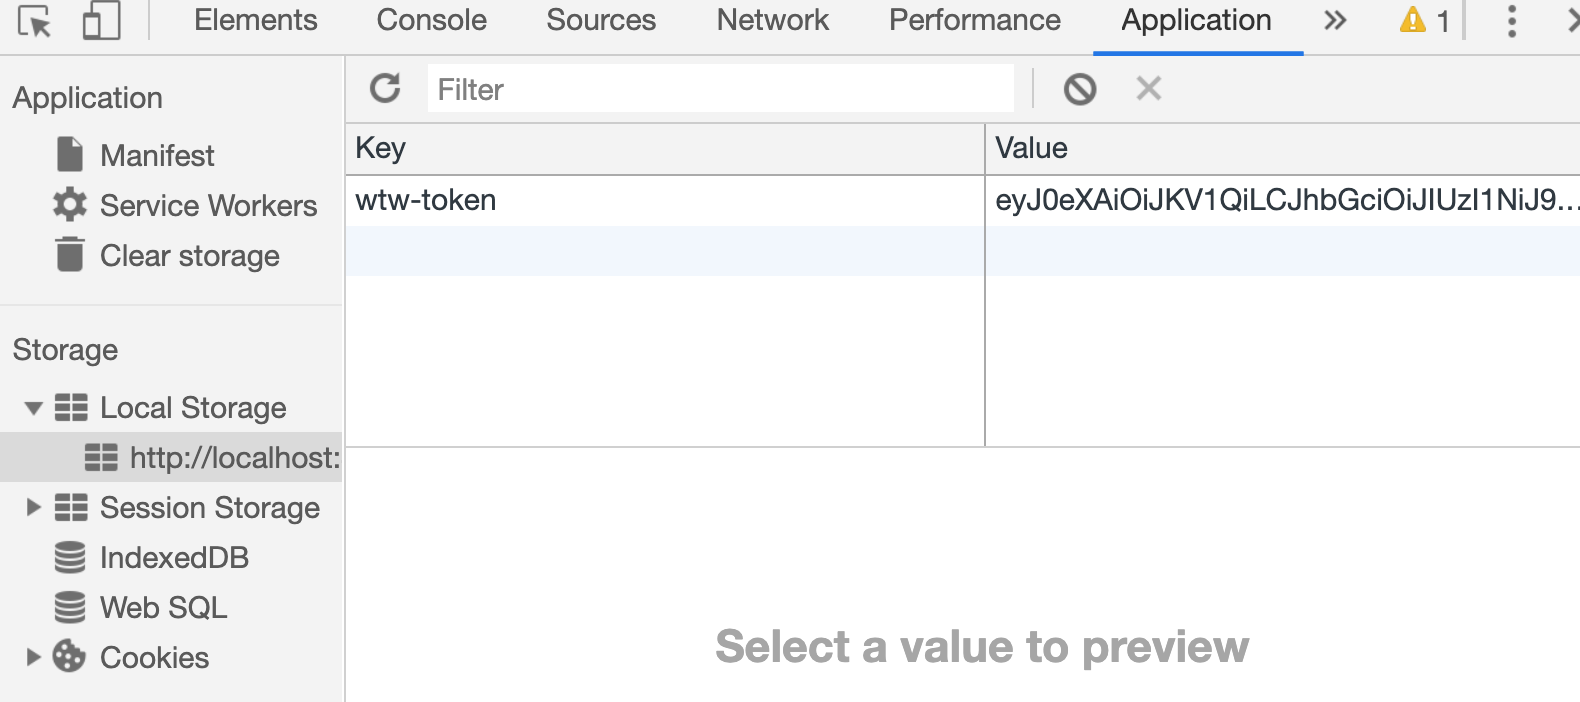 Elements Console Sources Network Performance Application 1
Application
Manifest
Service Workers
Clear storage
Storage
Local Storage
http://localhost:
Session Storage
IndexedDB
Web SQL
Cookies
Filter
Key Value
wtw-token eyJ0eXAiOiJKV1QiLCJhbGciOiJIUzI1NiJ9...
Select a value to preview